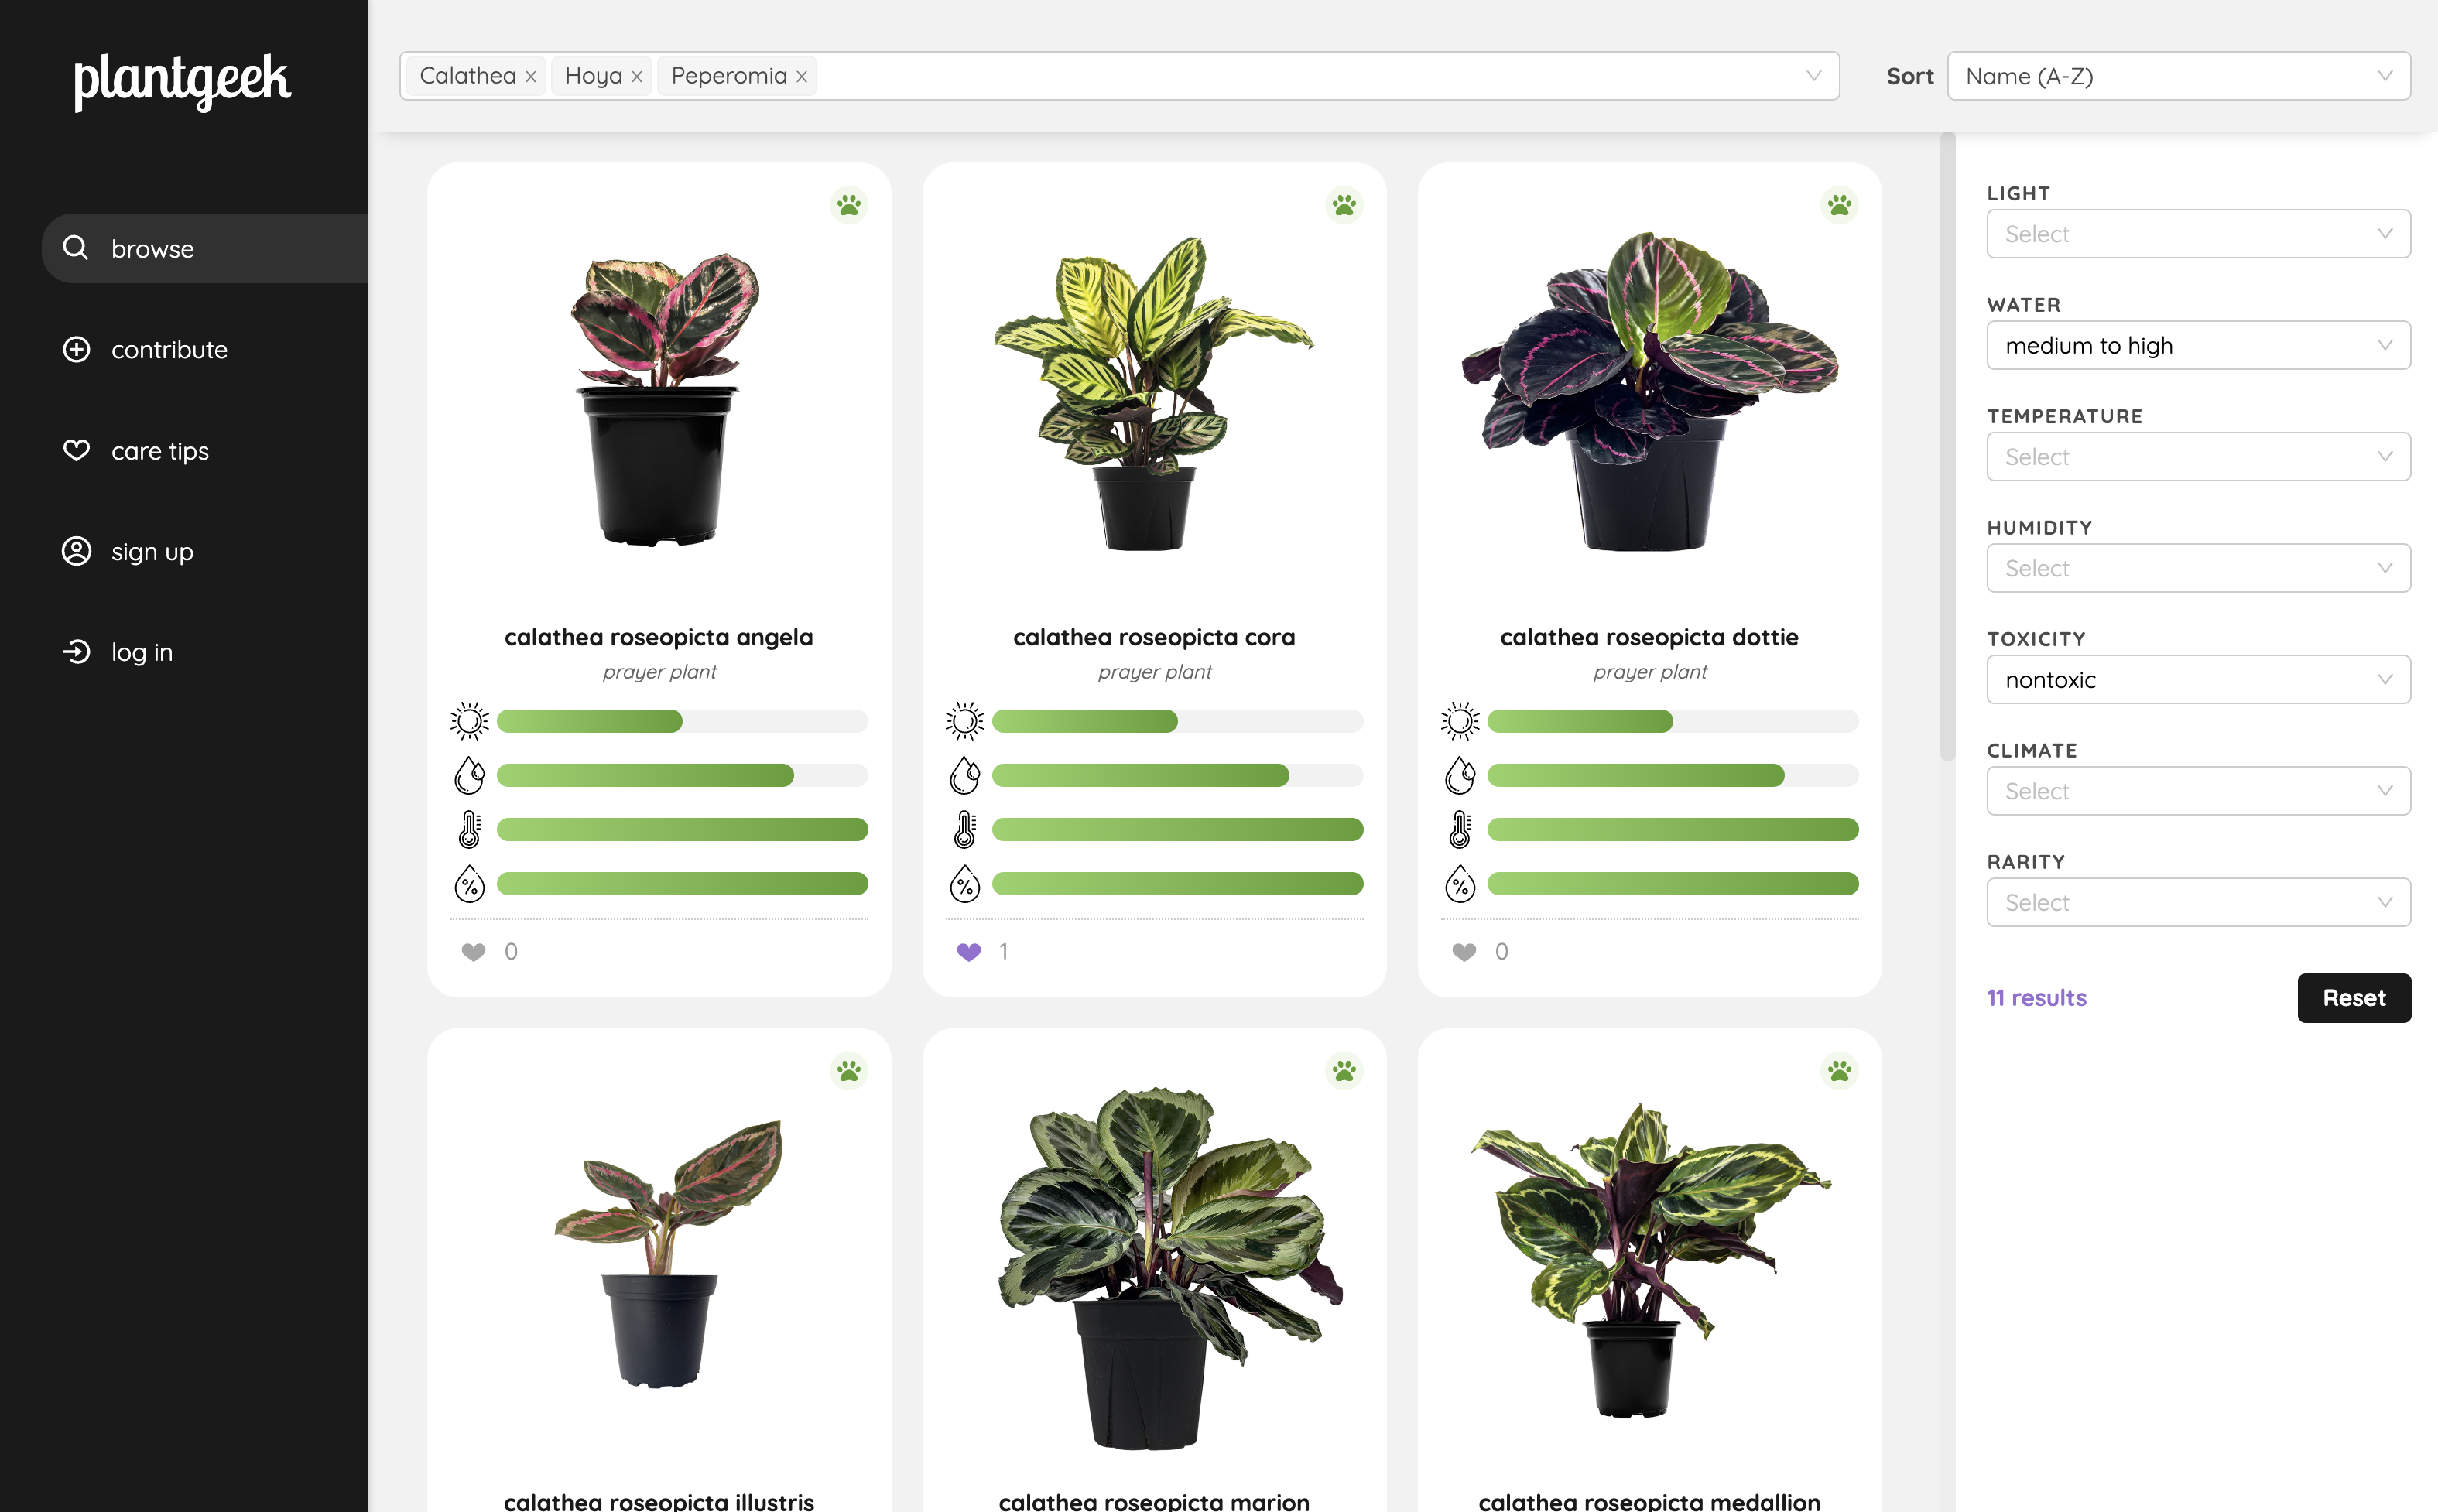 plantgeek
browse
contribute
care tips
sign up
log in
Calathea x Hoya x Peperomia x
Sort Name (A-Z)
calathea roseopicta angela
prayer plant
0
calathea roseopicta cora
prayer plant
1
calathea roseopicta dottie
prayer plant
0
calathea roseopicta illustris
calathea roseopicta marion
calathea roseopicta medallion
LIGHT
Select
WATER
medium to high
TEMPERATURE
Select
HUMIDITY
Select
TOXICITY
nontoxic
CLIMATE
Select
RARITY
Select
11 results
Reset